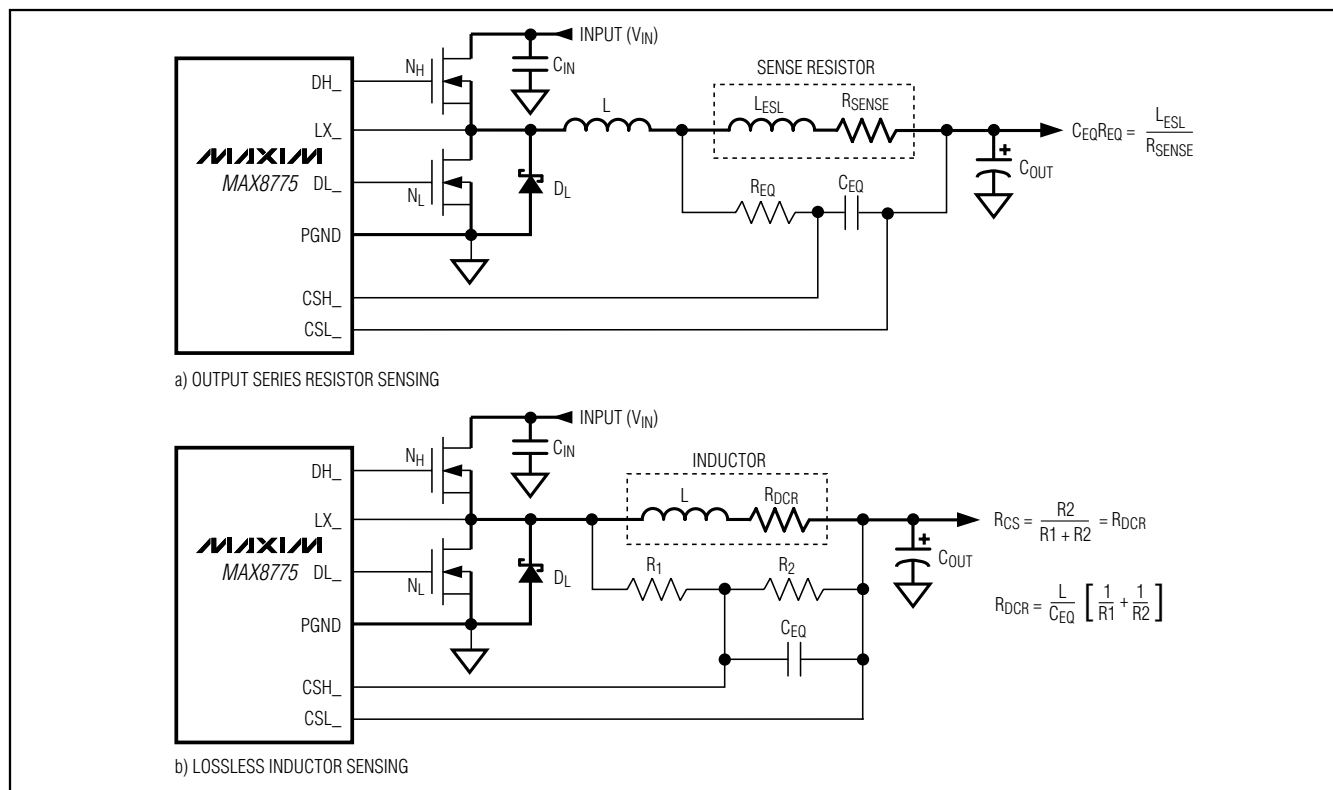 INPUT (VIN)
CIN
NH
DH_
SENSE RESISTOR
L
LESL
RSENSE
LX_
MAXIM
MAX8775
CEQREQ = LESL / RSENSE
COUT
DL_
NL
DL
REQ
CEQ
PGND
CSH_
CSL_
a) OUTPUT SERIES RESISTOR SENSING
INPUT (VIN)
CIN
NH
DH_
INDUCTOR
L
RDCR
LX_
MAXIM
MAX8775
RCS = R2 / R1 + R2 = RDCR
COUT
DL_
NL
DL
R1
R2
RDCR = L / CEQ [ 1 / R1 + 1 / R2 ]
PGND
CEQ
CSH_
CSL_
b) LOSSLESS INDUCTOR SENSING